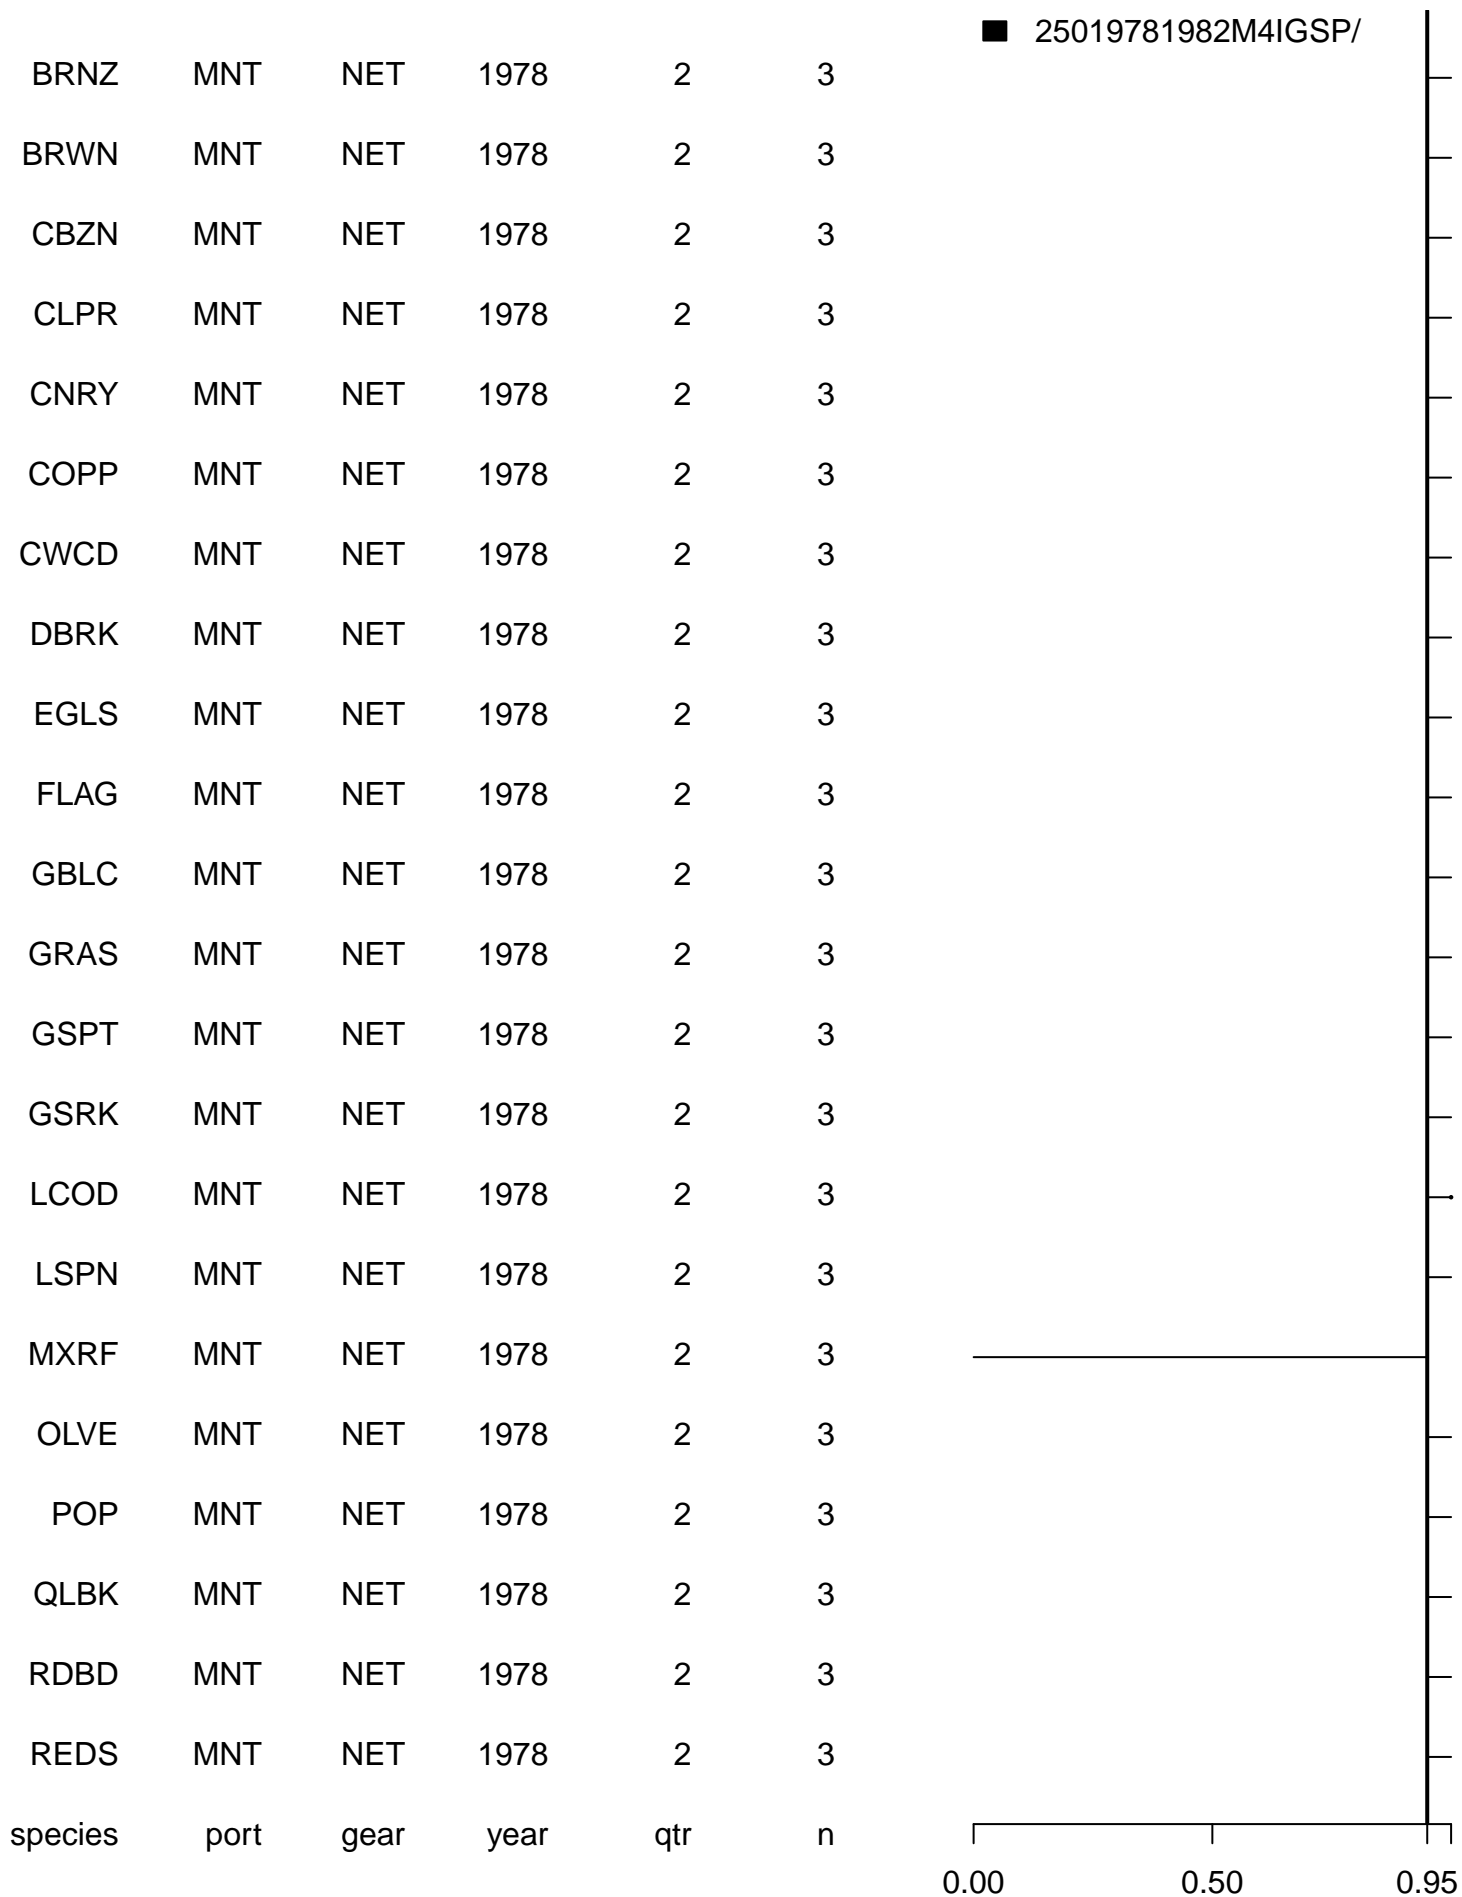 25019781982M4IGSP/
BRNZ MNT NET 1978 2 3
BRWN MNT NET 1978 2 3
CBZN MNT NET 1978 2 3
CLPR MNT NET 1978 2 3
CNRY MNT NET 1978 2 3
COPP MNT NET 1978 2 3
CWCD MNT NET 1978 2 3
DBRK MNT NET 1978 2 3
EGLS MNT NET 1978 2 3
FLAG MNT NET 1978 2 3
GBLC MNT NET 1978 2 3
GRAS MNT NET 1978 2 3
GSPT MNT NET 1978 2 3
GSRK MNT NET 1978 2 3
LCOD MNT NET 1978 2 3
LSPN MNT NET 1978 2 3
MXRF MNT NET 1978 2 3
OLVE MNT NET 1978 2 3
POP MNT NET 1978 2 3
QLBK MNT NET 1978 2 3
RDBD MNT NET 1978 2 3
REDS MNT NET 1978 2 3
species port gear year qtr n
0.00 0.50 0.95